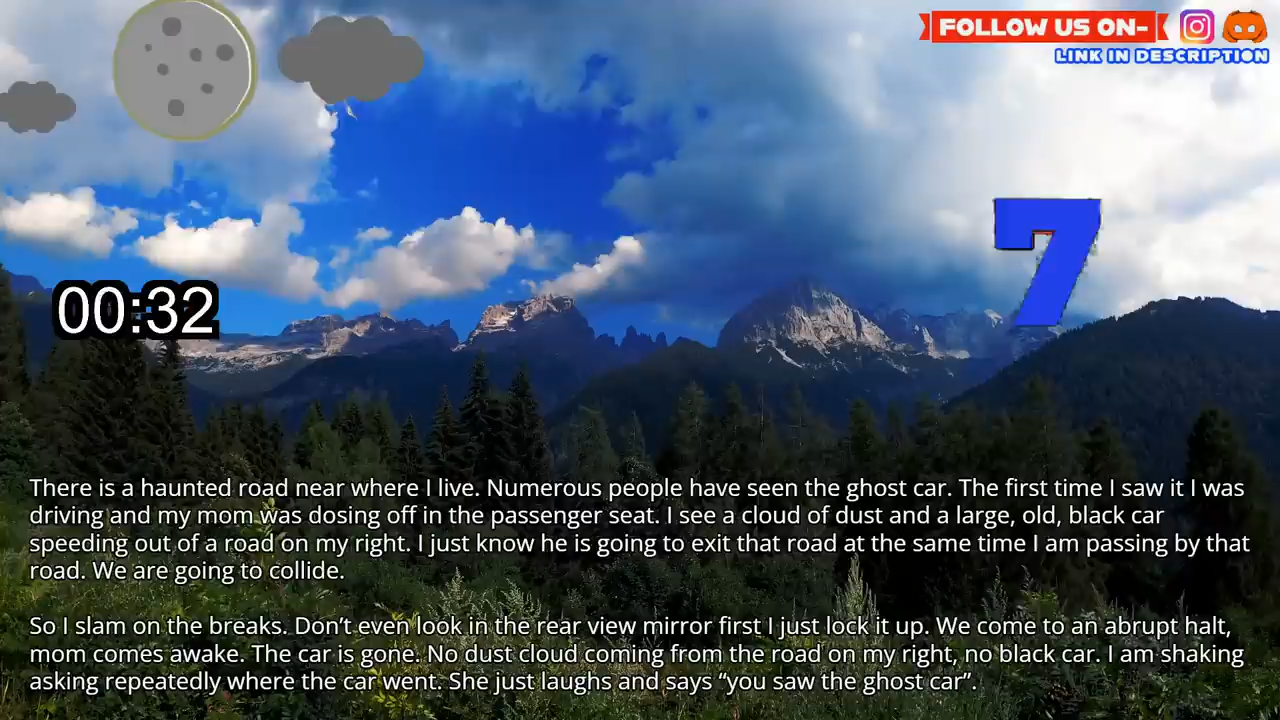 FOLLOW US ON-
LINK IN DESCRIPTION
7
00:32
There is a haunted road near where I live. Numerous people have seen the ghost car. The first time I saw it I was
driving and my mom was dosing off in the passenger seat. I see a cloud of dust and a large, old, black car
speeding out of a road on my right. I just know he is going to exit that road at the same time I am passing by that
road. We are going to collide.
So I slam on the breaks. Don’t even look in the rear view mirror first I just lock it up. We come to an abrupt halt,
mom comes awake. The car is gone. No dust cloud coming from the road on my right, no black car. I am shaking
asking repeatedly where the car went. She just laughs and says “you saw the ghost car”.